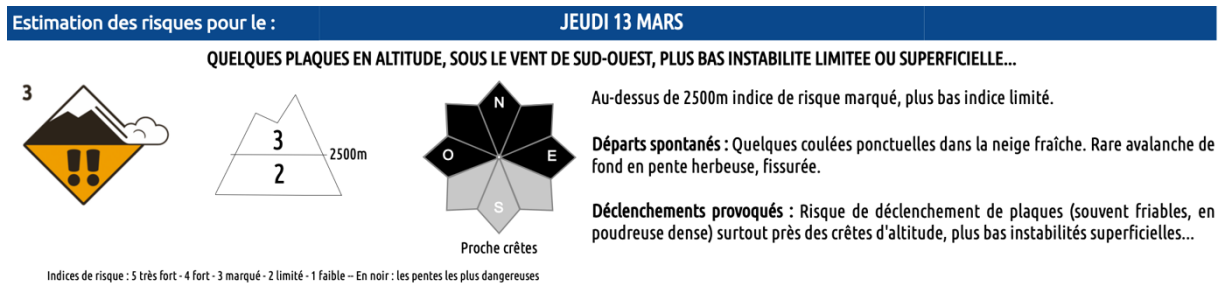 Estimation des risques pour le :
JEUDI 13 MARS
QUELQUES PLAQUES EN ALTITUDE, SOUS LE VENT DE SUD-OUEST, PLUS BAS INSTABILITE LIMITEE OU SUPERFICIELLE...
3
!!
3
2500m
2
N
O
E
S
Proche crêtes
Au-dessus de 2500m indice de risque marqué, plus bas indice limité.
Départs spontanés : Quelques coulées ponctuelles dans la neige fraîche. Rare avalanche de
fond en pente herbeuse, fissurée.
Déclenchements provoqués : Risque de déclenchement de plaques (souvent friables, en
poudreuse dense) surtout près des crêtes d'altitude, plus bas instabilités superficielles...
Indices de risque : 5 très fort - 4 fort - 3 marqué - 2 limité - 1 faible -- En noir : les pentes les plus dangereuses